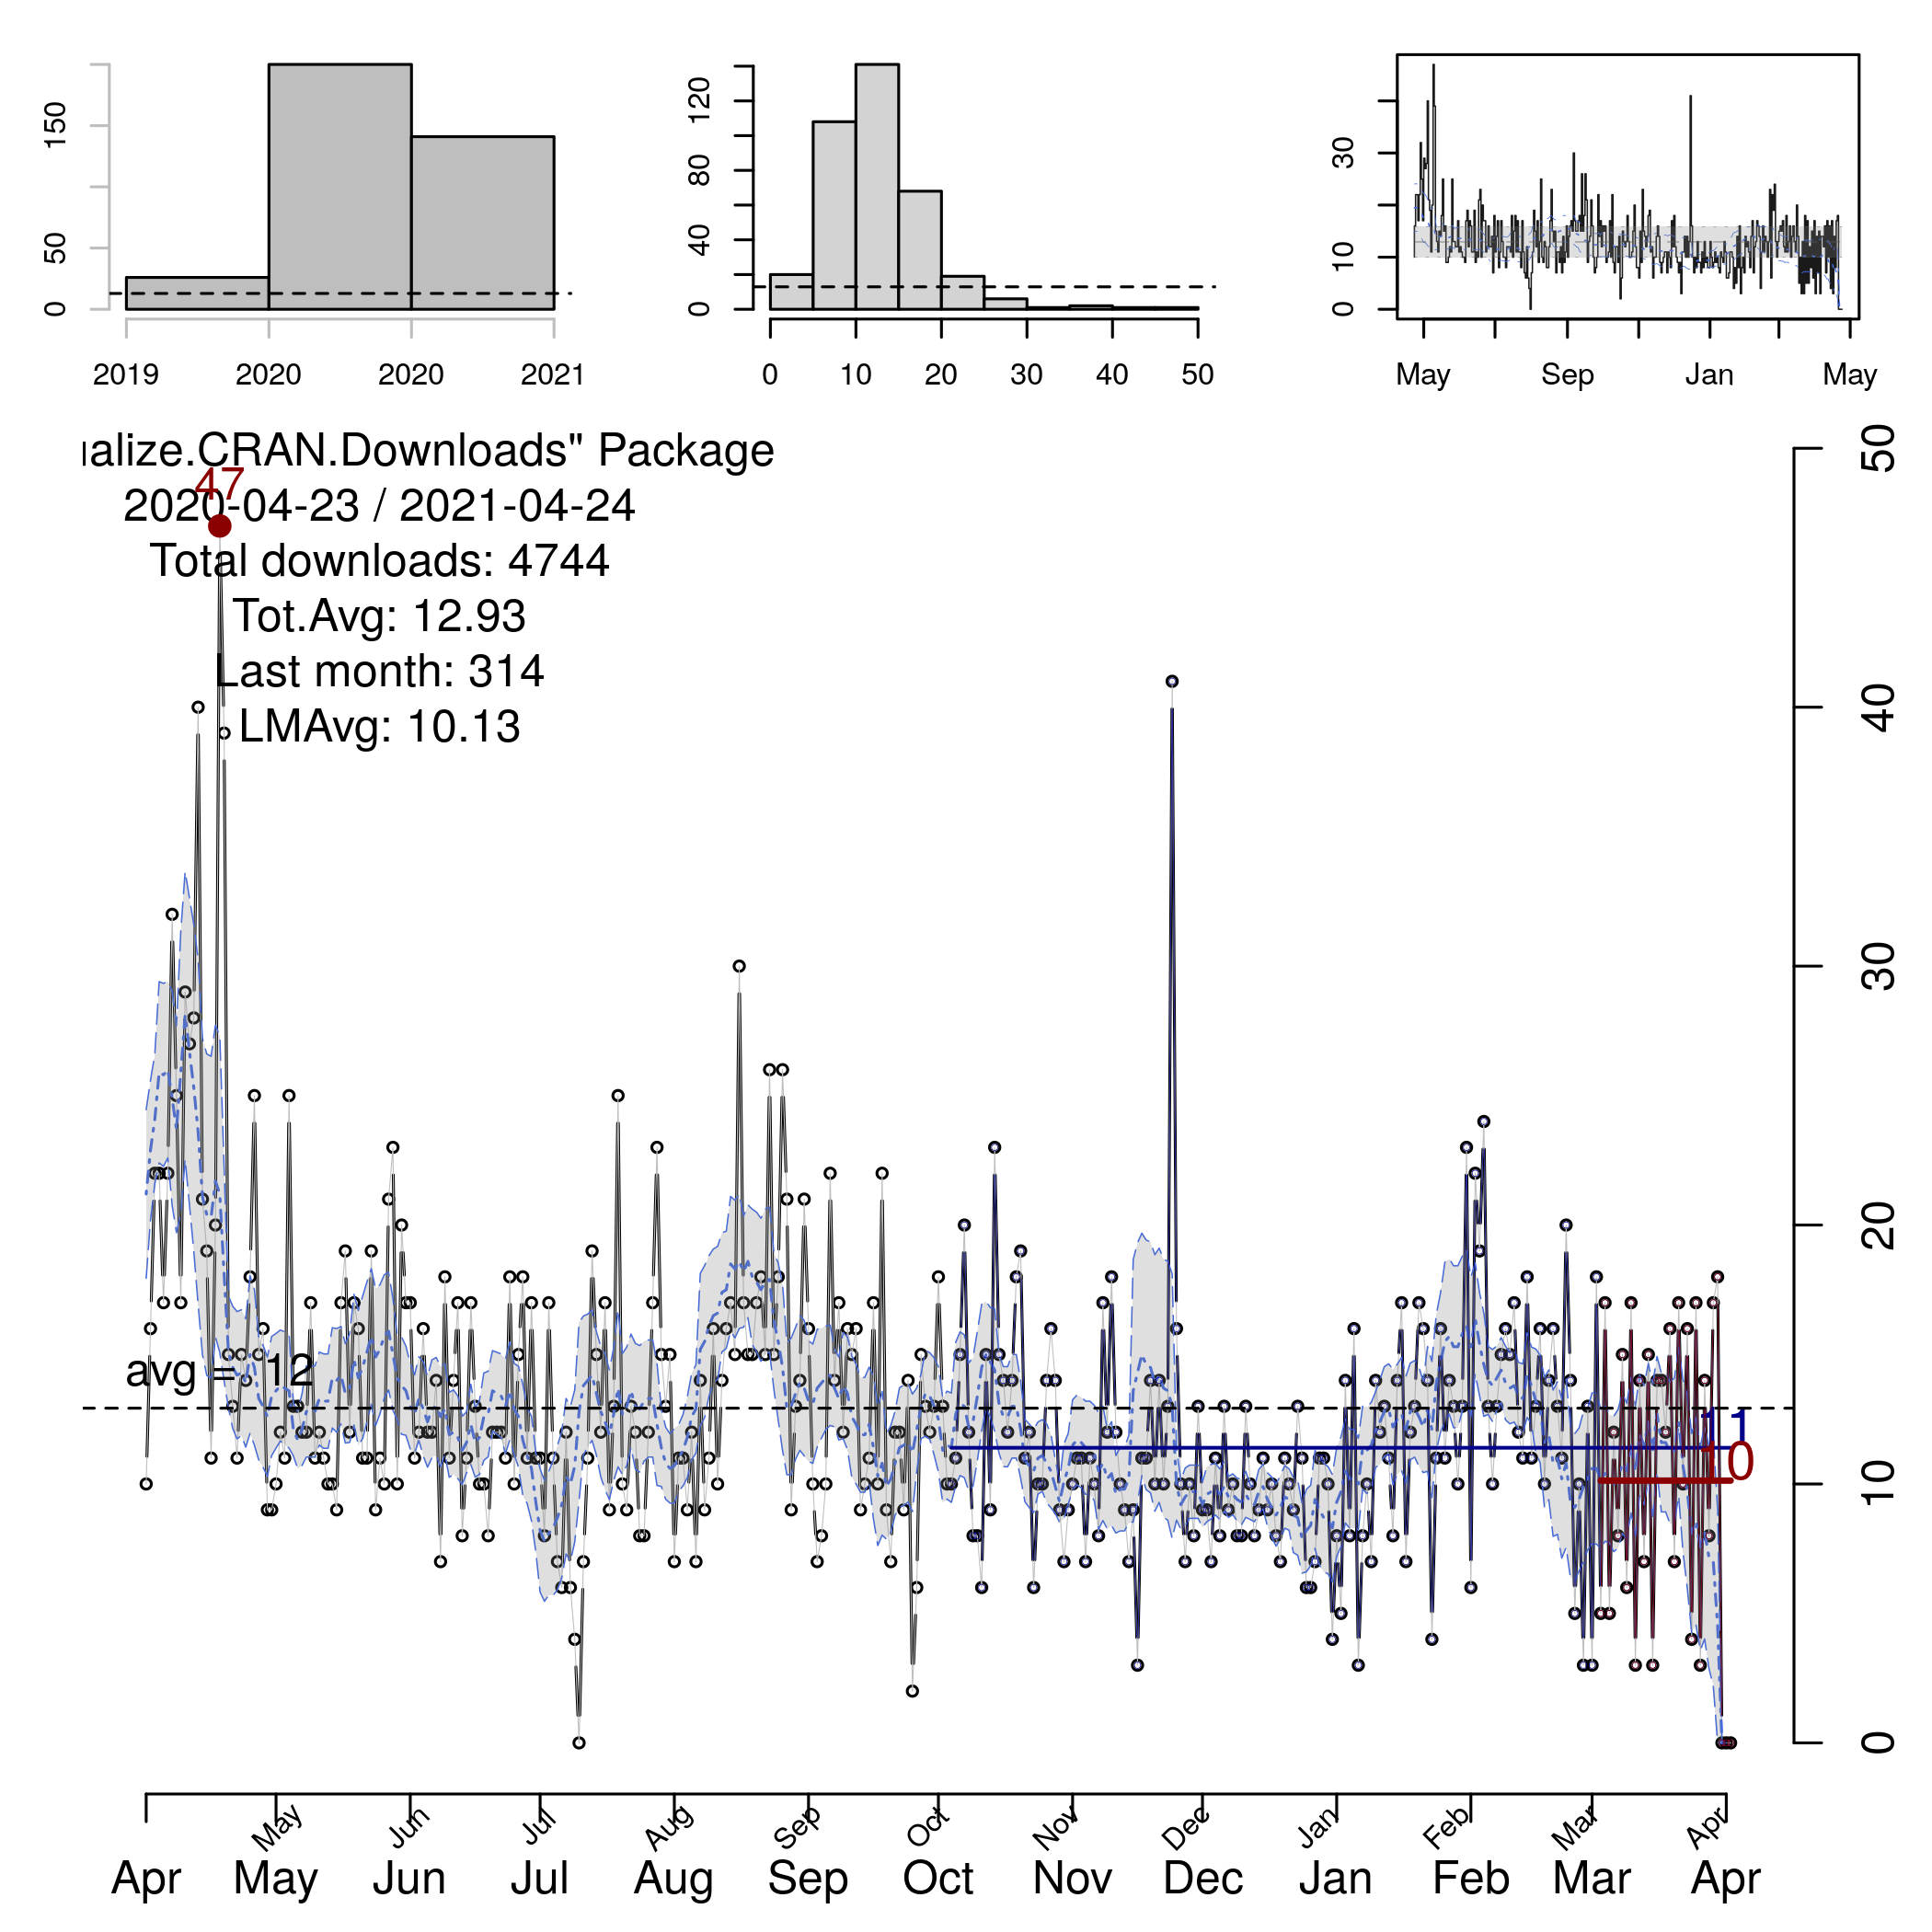 150
50
0
2019 2020 2020 2021
120
80
40
0
0 10 20 30 40 50
30
10
0
May Sep Jan May
alize.CRAN.Downloads" Package
47
2020-04-23 / 2021-04-24
Total downloads: 4744
Tot.Avg: 12.93
Last month: 314
LMAvg: 10.13
avg = 12
11
10
50
40
30
20
10
0
May Jun Jul Aug Sep Oct Nov Dec Jan Feb Mar Apr
Apr May Jun Jul Aug Sep Oct Nov Dec Jan Feb Mar Apr